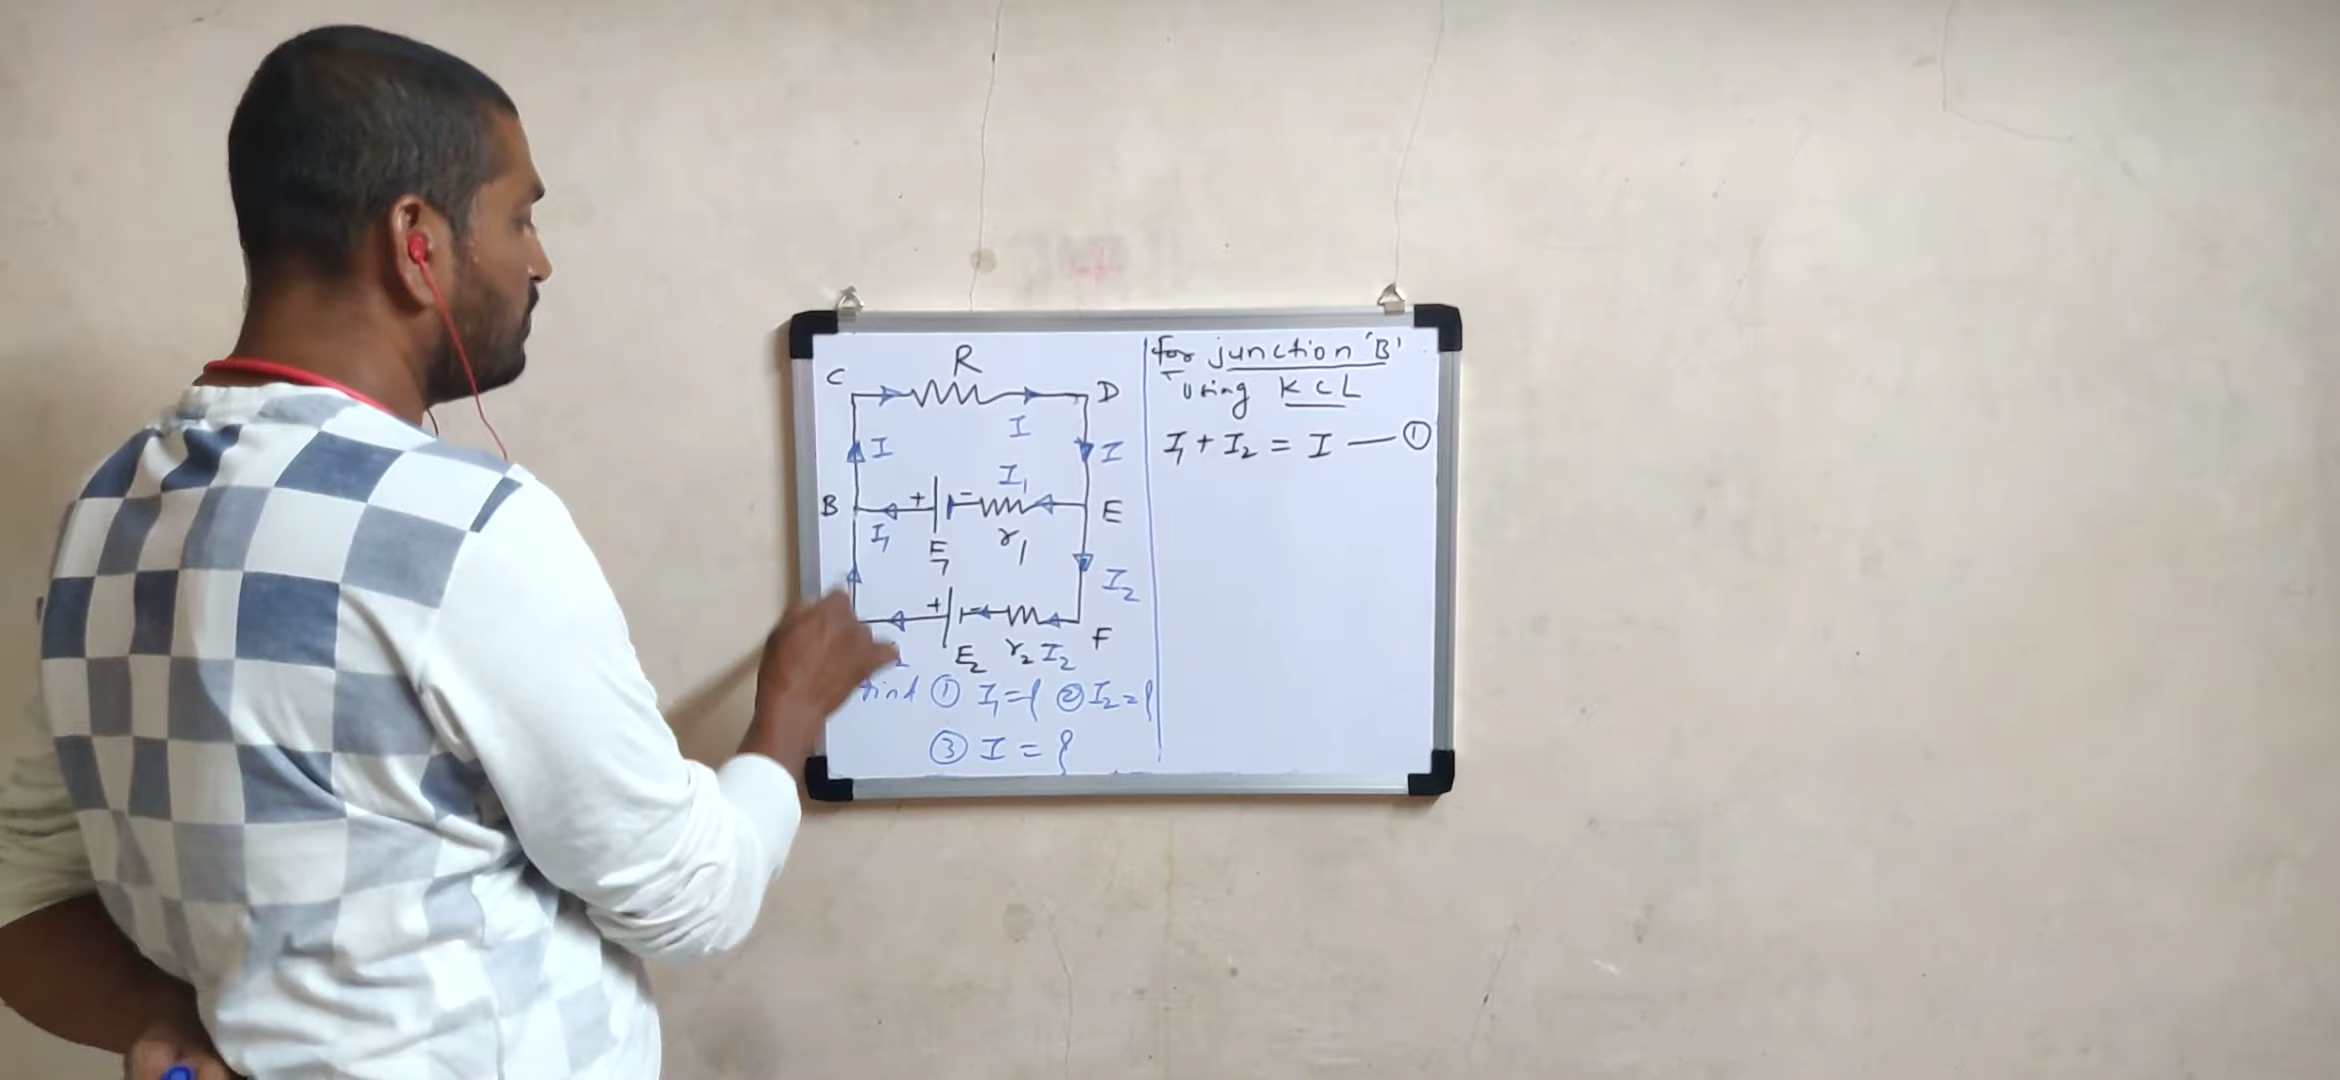 C
R
D
I
I
I
I₁
B
+
-
E
I₁
E₁
r₁
I₂
+
-
F
E₂
r₂
I₂
find ① I₁ = { ② I₂ = {
③ I = {
For junction 'B'
using KCL
I₁ + I₂ = I — ①